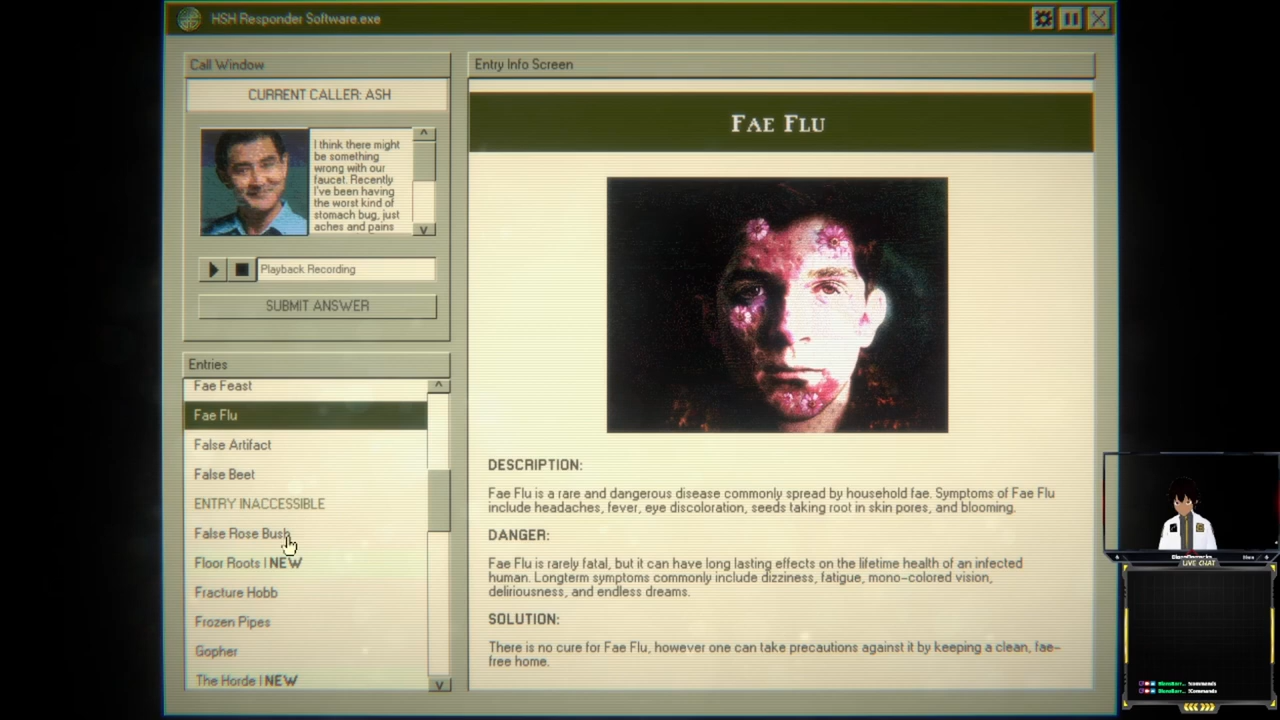 HSH Responder Software.exe
Call Window
CURRENT CALLER: ASH
I think there might
be something
wrong with our
faucet. Recently
I've been having
the worst kind of
stomach bug, just
aches and pains
Playback Recording
SUBMIT ANSWER
Entries
Fae Feast
Fae Flu
False Artifact
False Beet
ENTRY INACCESSIBLE
False Rose Bush
Floor Roots | NEW
Fracture Hobb
Frozen Pipes
Gopher
The Horde | NEW
Entry Info Screen
FAE FLU
DESCRIPTION:
Fae Flu is a rare and dangerous disease commonly spread by household fae. Symptoms of Fae Flu
include headaches, fever, eye discoloration, seeds taking root in skin pores, and blooming.
DANGER:
Fae Flu is rarely fatal, but it can have long lasting effects on the lifetime health of an infected
human. Longterm symptoms commonly include dizziness, fatigue, mono-colored vision,
deliriousness, and endless dreams.
SOLUTION:
There is no cure for Fae Flu, however one can take precautions against it by keeping a clean, fae-
free home.
LIVE CHAT